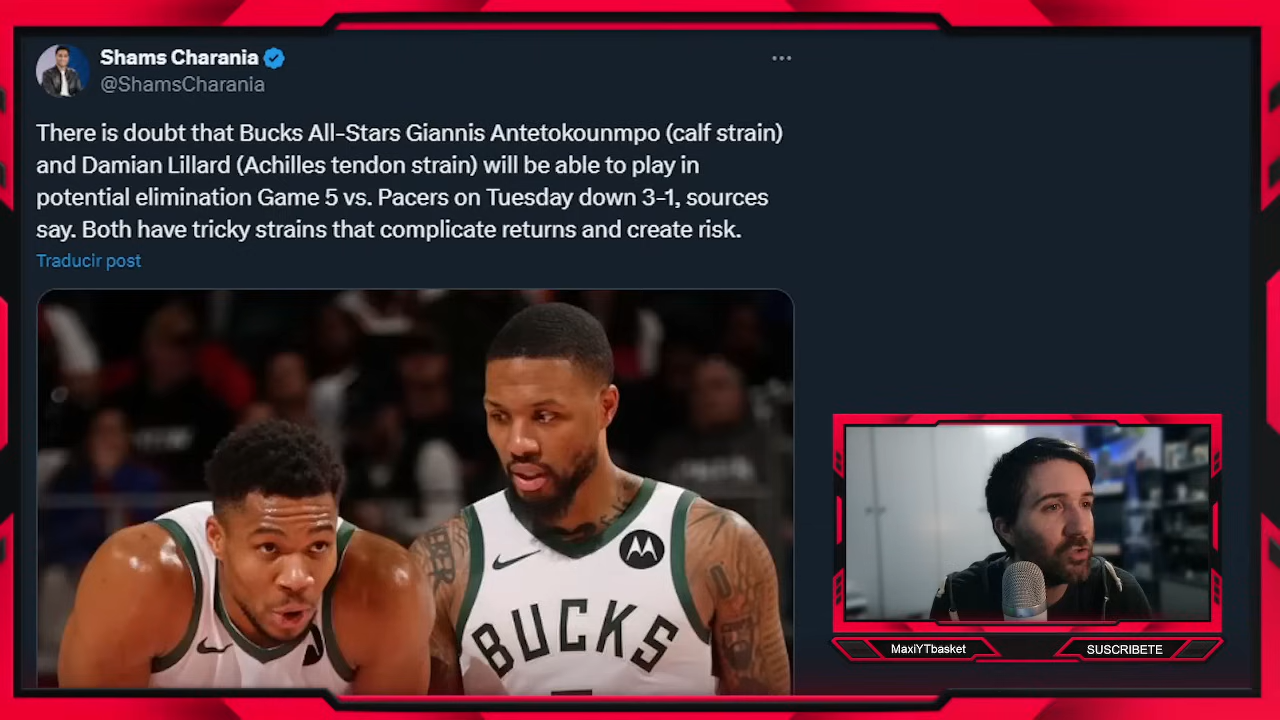 Shams Charania
@ShamsCharania
There is doubt that Bucks All-Stars Giannis Antetokounmpo (calf strain)
and Damian Lillard (Achilles tendon strain) will be able to play in
potential elimination Game 5 vs. Pacers on Tuesday down 3-1, sources
say. Both have tricky strains that complicate returns and create risk.
Traducir post
BUCKS
MaxiYTbasket
SUSCRIBETE